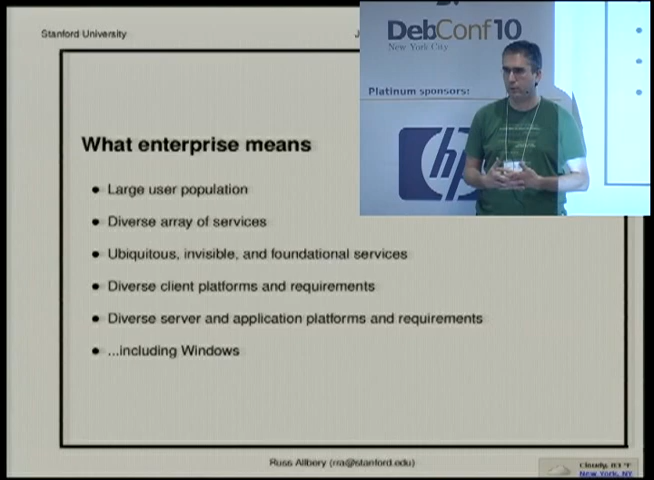 Stanford University
DebConf10
New York City
Platinum sponsors:
hp
What enterprise means
Large user population
Diverse array of services
Ubiquitous, invisible, and foundational services
Diverse client platforms and requirements
Diverse server and application platforms and requirements
...including Windows
Russ Allbery (rra@stanford.edu)
Cloudy, 83 °F
New York, NY